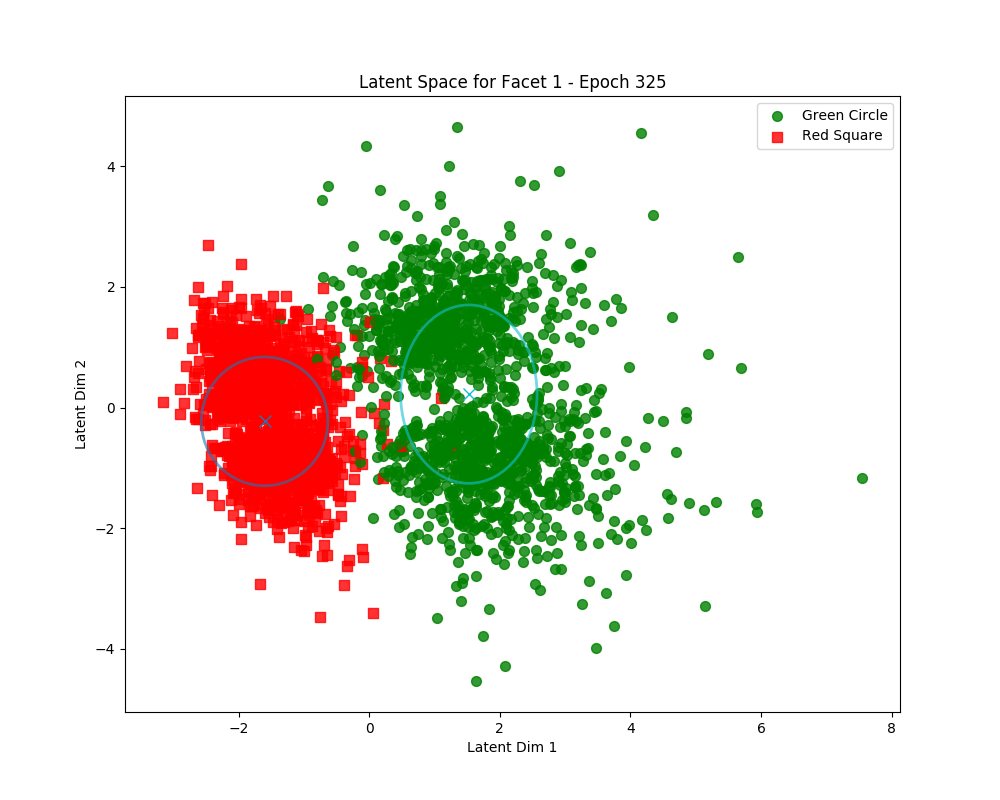 Latent Space for Facet 1 - Epoch 325
Green Circle
Red Square
4
2
0
−2
−4
Latent Dim 2
−2
0
2
4
6
8
Latent Dim 1